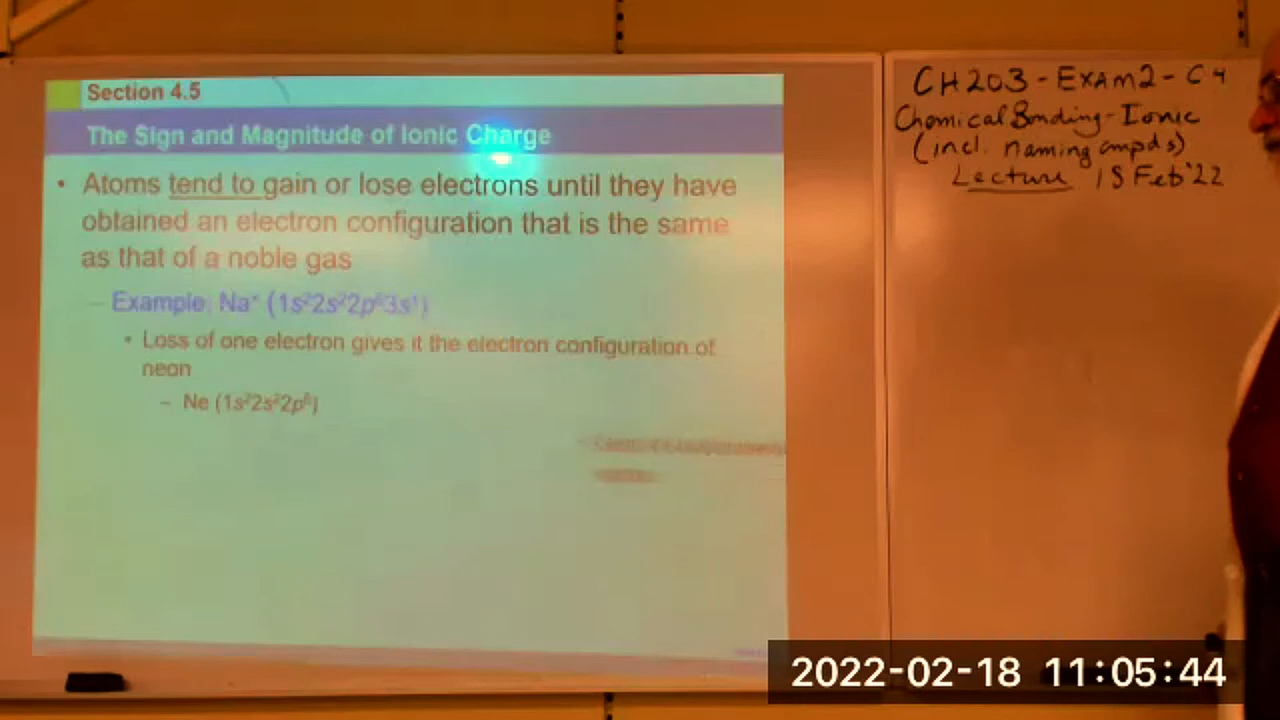 Section 4.5
The Sign and Magnitude of Ionic Charge
• Atoms tend to gain or lose electrons until they have
obtained an electron configuration that is the same
as that of a noble gas
– Example: Na⁺ (1s²2s²2p⁶3s¹)
• Loss of one electron gives it the electron configuration of
neon
– Ne (1s²2s²2p⁶)
CH203 - EXAM2 - C4
Chemical Bonding - Ionic
(incl. naming cmpds)
Lecture 18 Feb '22
2022-02-18 11:05:44